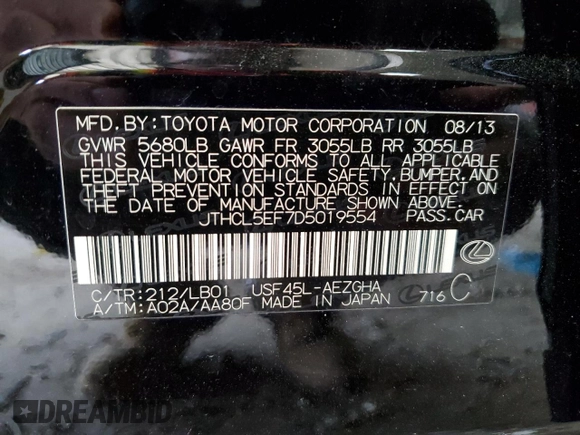 MFD. BY: TOYOTA MOTOR CORPORATION 08/13
GVWR 5680LB GAWR FR 3055LB RR 3055LB
THIS VEHICLE CONFORMS TO ALL APPLICABLE
FEDERAL MOTOR VEHICLE SAFETY, BUMPER, AND
THEFT PREVENTION STANDARDS IN EFFECT ON
THE DATE OF MANUFACTURE SHOWN ABOVE.
JTHCL5EF7D5019554 PASS. CAR
C/TR: 212/LB01 USF45L-AEZGHA
A/TM: A02A/AA80F MADE IN JAPAN 716 C
DREAMBID